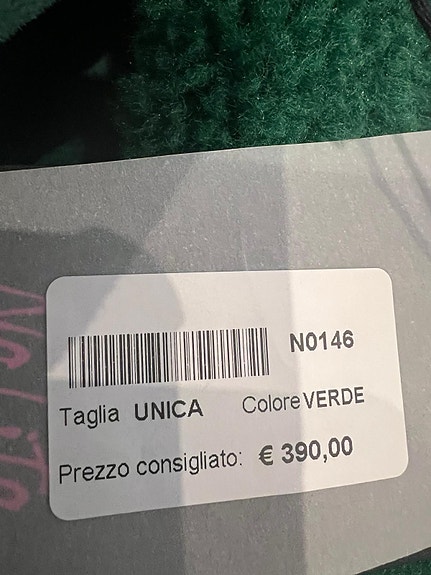 N0146
Taglia UNICA Colore VERDE
Prezzo consigliato: € 390,00